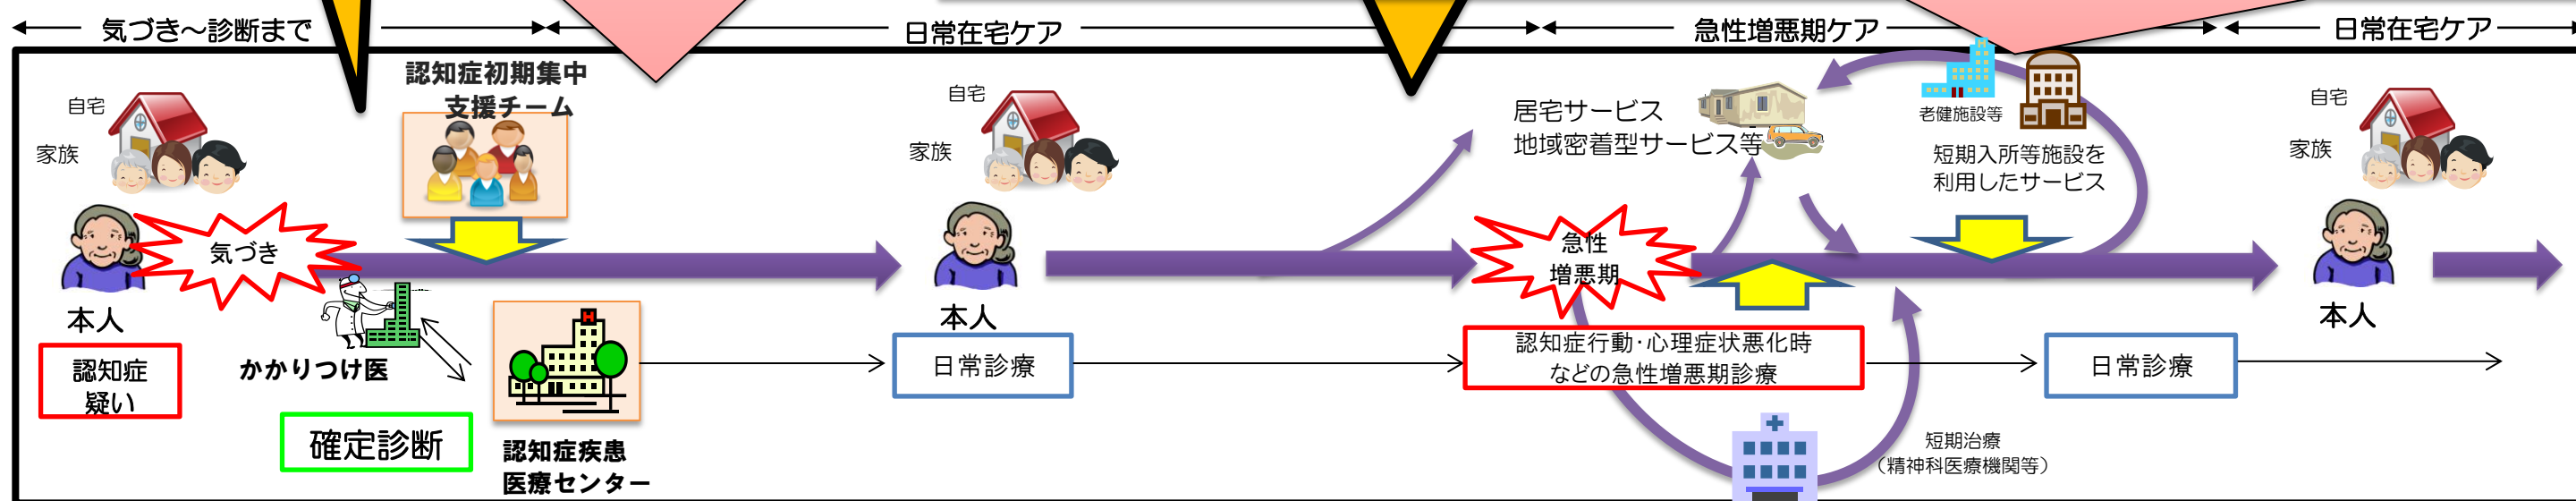 気づき～診断まで
日常在宅ケア
急性増悪期ケア
日常在宅ケア
自宅
家族
本人
認知症
疑い
気づき
認知症初期集中
支援チーム
かかりつけ医
確定診断
H
認知症疾患
医療センター
自宅
家族
本人
日常診療
居宅サービス
地域密着型サービス等
急性
増悪期
認知症行動・心理症状悪化時
などの急性増悪期診療
H
老健施設等
短期入所等施設を
利用したサービス
短期治療
（精神科医療機関等）
日常診療
自宅
家族
本人